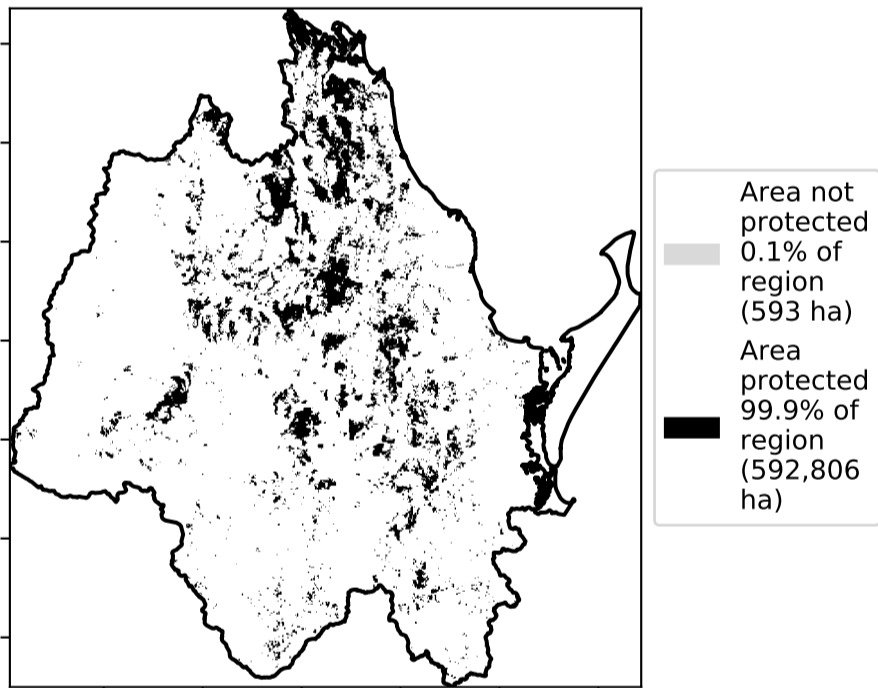 Area not
protected
0.1% of
region
(593 ha)
Area
protected
99.9% of
region
(592,806
ha)